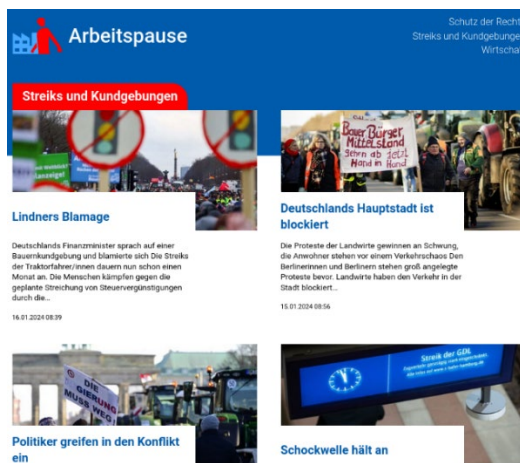 Arbeitspause
Schutz der Recht
Streiks und Kundgebunge
Wirtscha
Streiks und Kundgebungen
Bauer Bürger,
Mittelstand
gehn ab jetzt
Hand in Hand
Lindners Blamage
Deutschlands Finanzminister sprach auf einer
Bauernkundgebung und blamierte sich Die Streiks
der Traktorfahrer/innen dauern nun schon einen
Monat an. Die Menschen kämpfen gegen die
geplante Streichung von Steuervergünstigungen
durch die...
16.01.2024 08:39
Deutschlands Hauptstadt ist
blockiert
Die Proteste der Landwirte gewinnen an Schwung,
die Anwohner stehen vor einem Verkehrschaos Den
Berlinerinnen und Berlinern stehen groß angelegte
Proteste bevor. Landwirte haben den Verkehr in der
Stadt blockiert...
15.01.2024 08:56
DIE
GIERUNG
MUSS WEG!
Politiker greifen in den Konflikt
ein
Streik der GDL
Schockwelle hält an